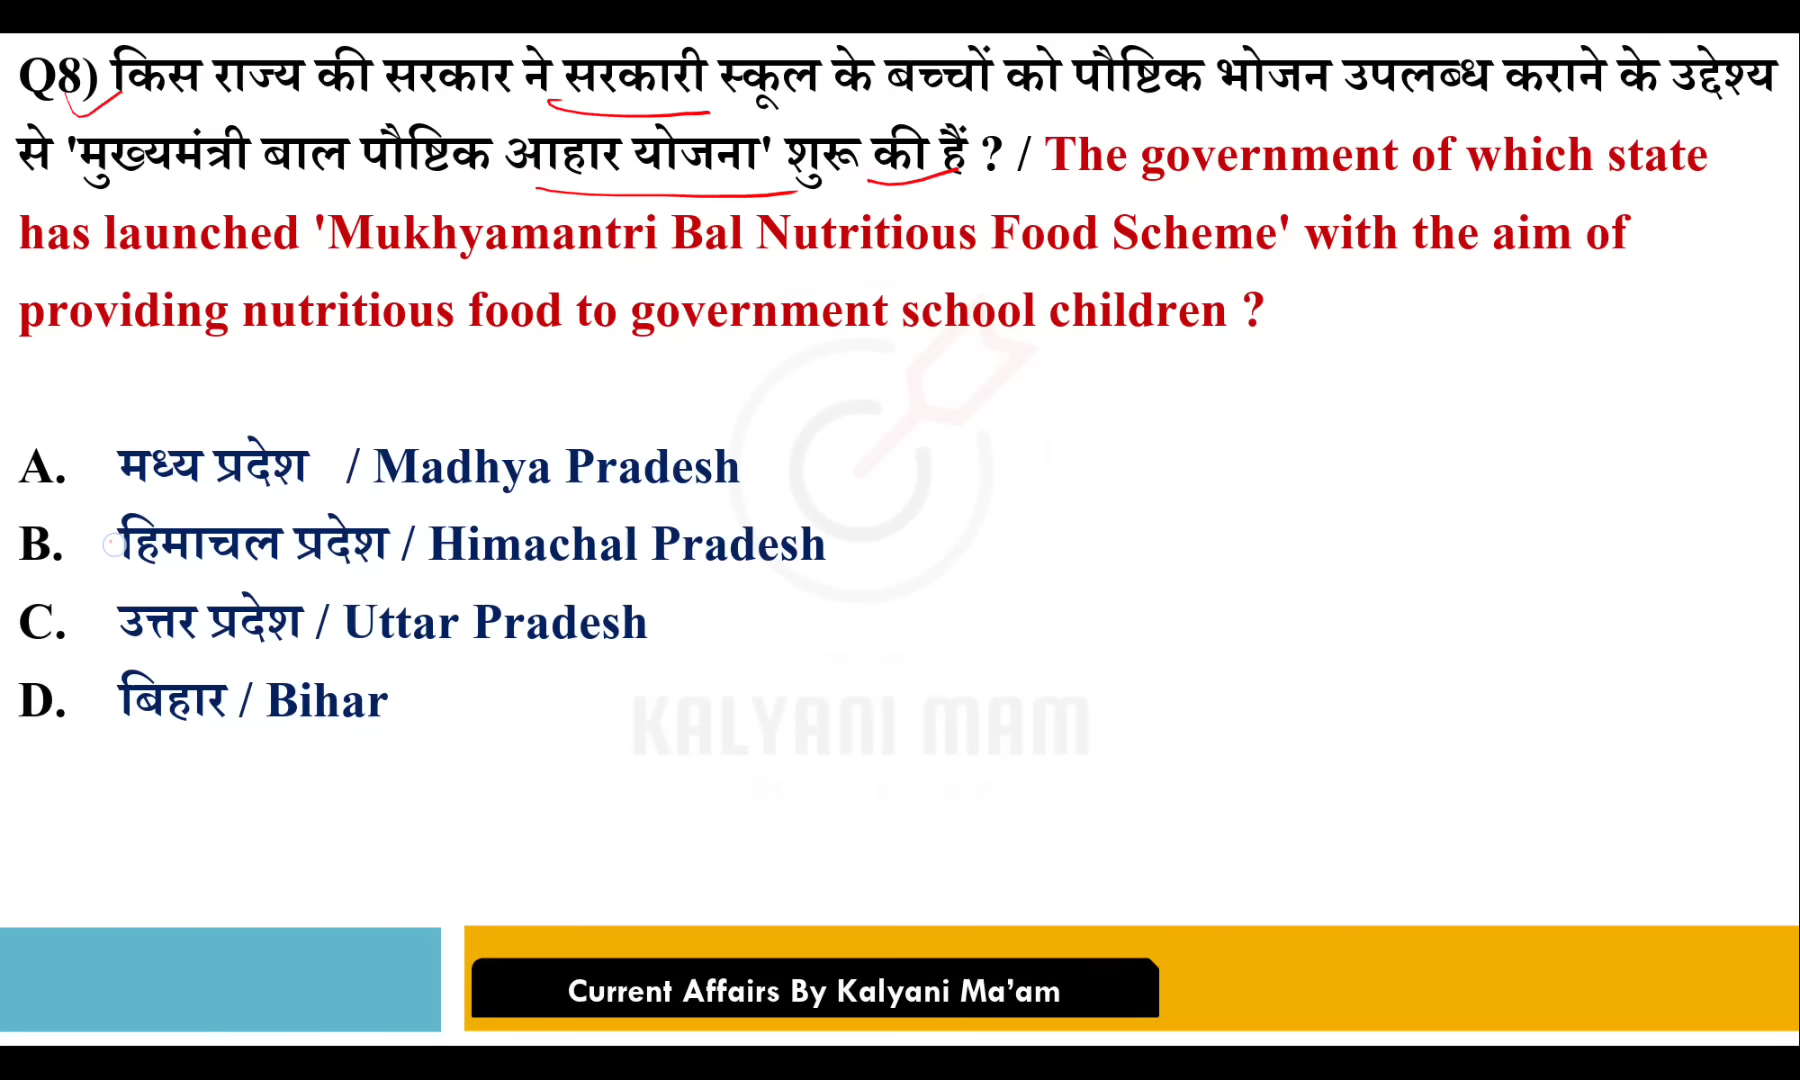 Q8) किस राज्य की सरकार ने सरकारी स्कूल के बच्चों को पौष्टिक भोजन उपलब्ध कराने के उद्देश्य
से 'मुख्यमंत्री बाल पौष्टिक आहार योजना' शुरू की हैं ? / The government of which state
has launched 'Mukhyamantri Bal Nutritious Food Scheme' with the aim of
providing nutritious food to government school children ?
A. मध्य प्रदेश / Madhya Pradesh
B. हिमाचल प्रदेश / Himachal Pradesh
C. उत्तर प्रदेश / Uttar Pradesh
D. बिहार / Bihar
KALYANI MAM
Current Affairs By Kalyani Ma’am